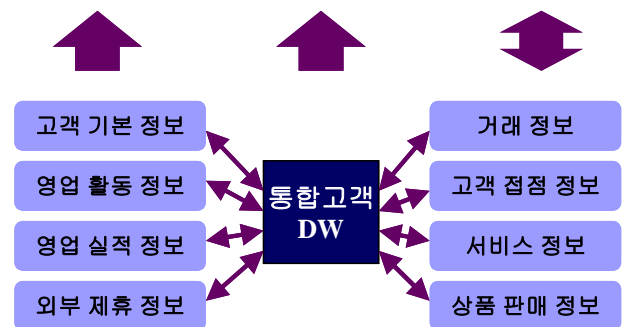 고객 기본 정보
영업 활동 정보
영업 실적 정보
외부 제휴 정보
통합고객
DW
거래 정보
고객 접점 정보
서비스 정보
상품 판매 정보